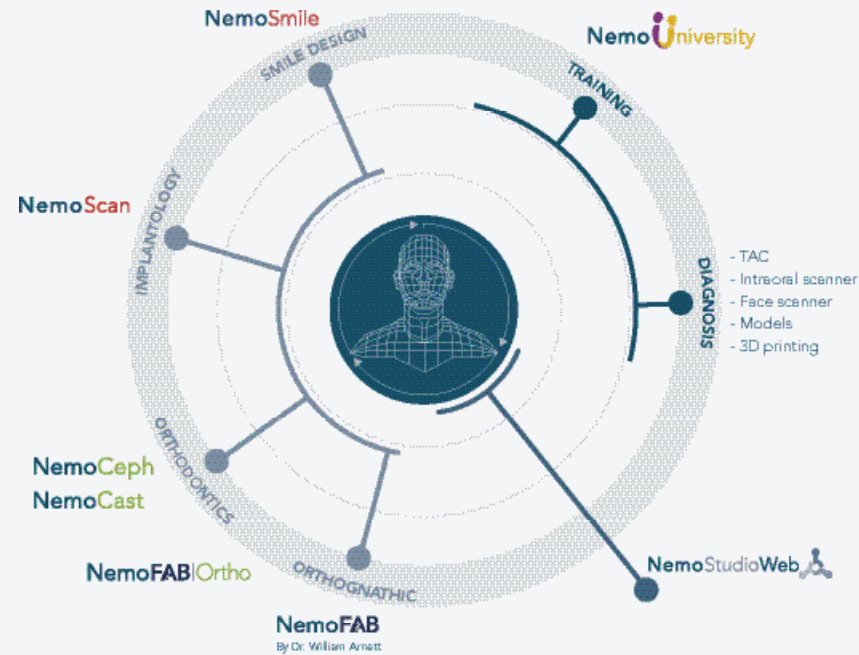 NemoSmile
NemoUniversity
SMILE DESIGN
TRAINING
NemoScan
IMPLANTOLOGY
DIAGNOSIS
- TAC
- Intraoral scanner
- Face scanner
- Models
- 3D printing
ORTHODONTICS
NemoCeph
NemoCast
NemoFAB|Ortho
ORTHOGNATHIC
NemoStudioWeb
NemoFAB
By Dr. William Arnett